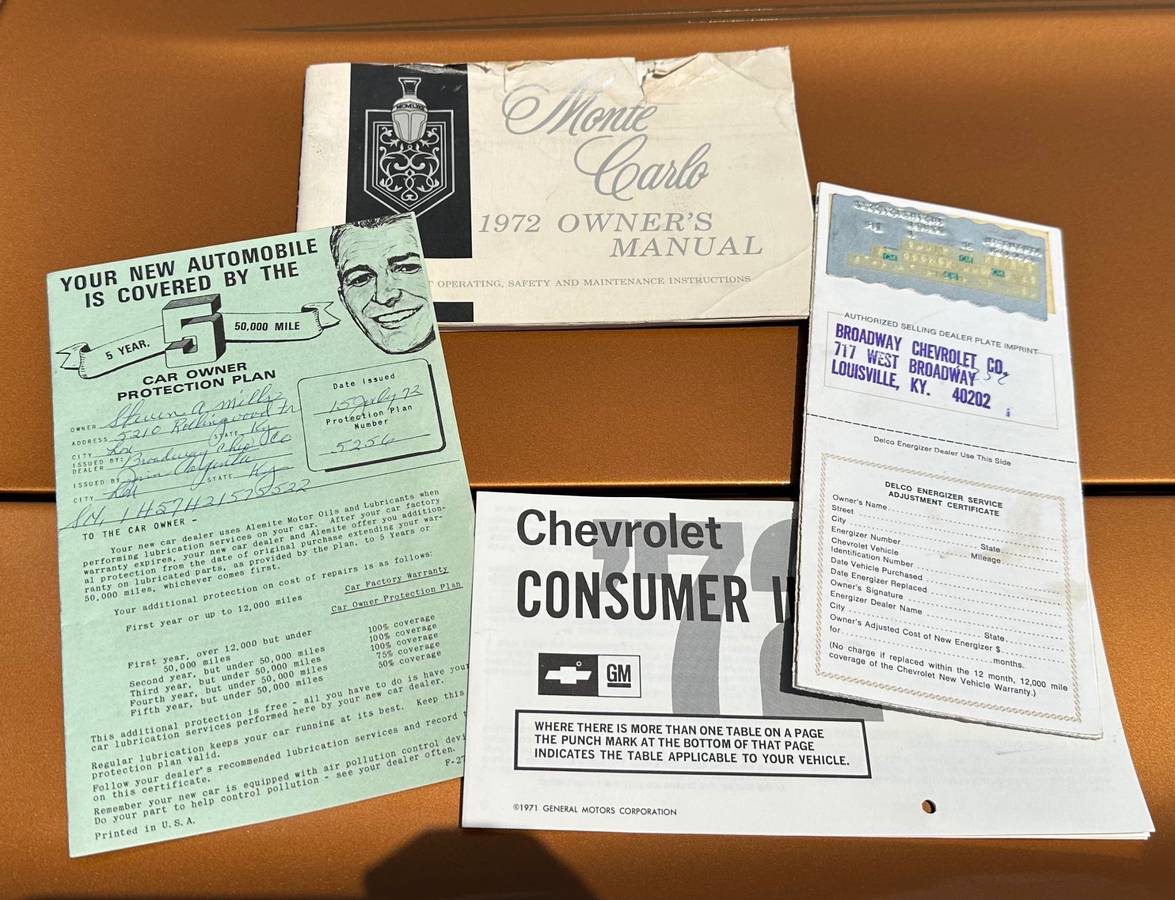 Monte
Carlo
1972 OWNER'S
MANUAL
OPERATING, SAFETY AND MAINTENANCE INSTRUCTIONS
YOUR NEW AUTOMOBILE
IS COVERED BY THE
5 YEAR,
5
50,000 MILE
CAR OWNER
PROTECTION PLAN
Date Issued
15 July 72
Protection Plan
Number
5256
OWNER Steven A. Mills
ADDRESS 5210 Rollingwood
CITY Lou STATE Ky
ISSUED BY: DEALER Broadway Chev Co
ISSUED BY
CITY Lou STATE Ky
TO THE CAR OWNER -
Your new car dealer uses Alemite Motor Oils and Lubricants when
performing lubrication services on your car. After your car factory
warranty expires, your new car dealer and Alemite offer you addition-
al protection from the date of original purchase extending your war-
ranty on lubricated parts, as provided by the plan, to 5 Years or
50,000 miles, whichever comes first.
Your additional protection on cost of repairs is as follows:
First year or up to 12,000 miles Car Factory Warranty
Car Owner Protection Plan
First year, over 12,000 but under
50,000 miles 100% coverage
Second year, but under 50,000 miles 100% coverage
Third year, but under 50,000 miles 75% coverage
Fourth year, but under 50,000 miles 50% coverage
Fifth year, but under 50,000 miles
This additional protection is free - all you have to do is have your
car lubrication services performed here by your new car dealer.
Regular lubrication keeps your car running at its best. Keep this
protection plan valid.
Follow your dealer's recommended lubrication services and record
on this certificate.
Remember your new car is equipped with air pollution control
Do your part to help control pollution - see your dealer often.
Printed in U.S.A.
Chevrolet
'72
CONSUMER
GM
WHERE THERE IS MORE THAN ONE TABLE ON A PAGE
THE PUNCH MARK AT THE BOTTOM OF THAT PAGE
INDICATES THE TABLE APPLICABLE TO YOUR VEHICLE.
©1971 GENERAL MOTORS CORPORATION
AUTHORIZED SELLING DEALER PLATE IMPRINT
BROADWAY CHEVROLET CO.
717 WEST BROADWAY
LOUISVILLE, KY. 40202
Delco Energizer Dealer Use This Side
DELCO ENERGIZER SERVICE
ADJUSTMENT CERTIFICATE
Owner's Name
Street
City State
Energizer Number Mileage
Chevrolet Vehicle
Identification Number
Date Vehicle Purchased
Date Energizer Replaced
Owner's Signature
Energizer Dealer Name
City State
Owner's Adjusted Cost of New Energizer $
for months.
(No charge if replaced within the 12 month, 12,000 mile
coverage of the Chevrolet New Vehicle Warranty.)